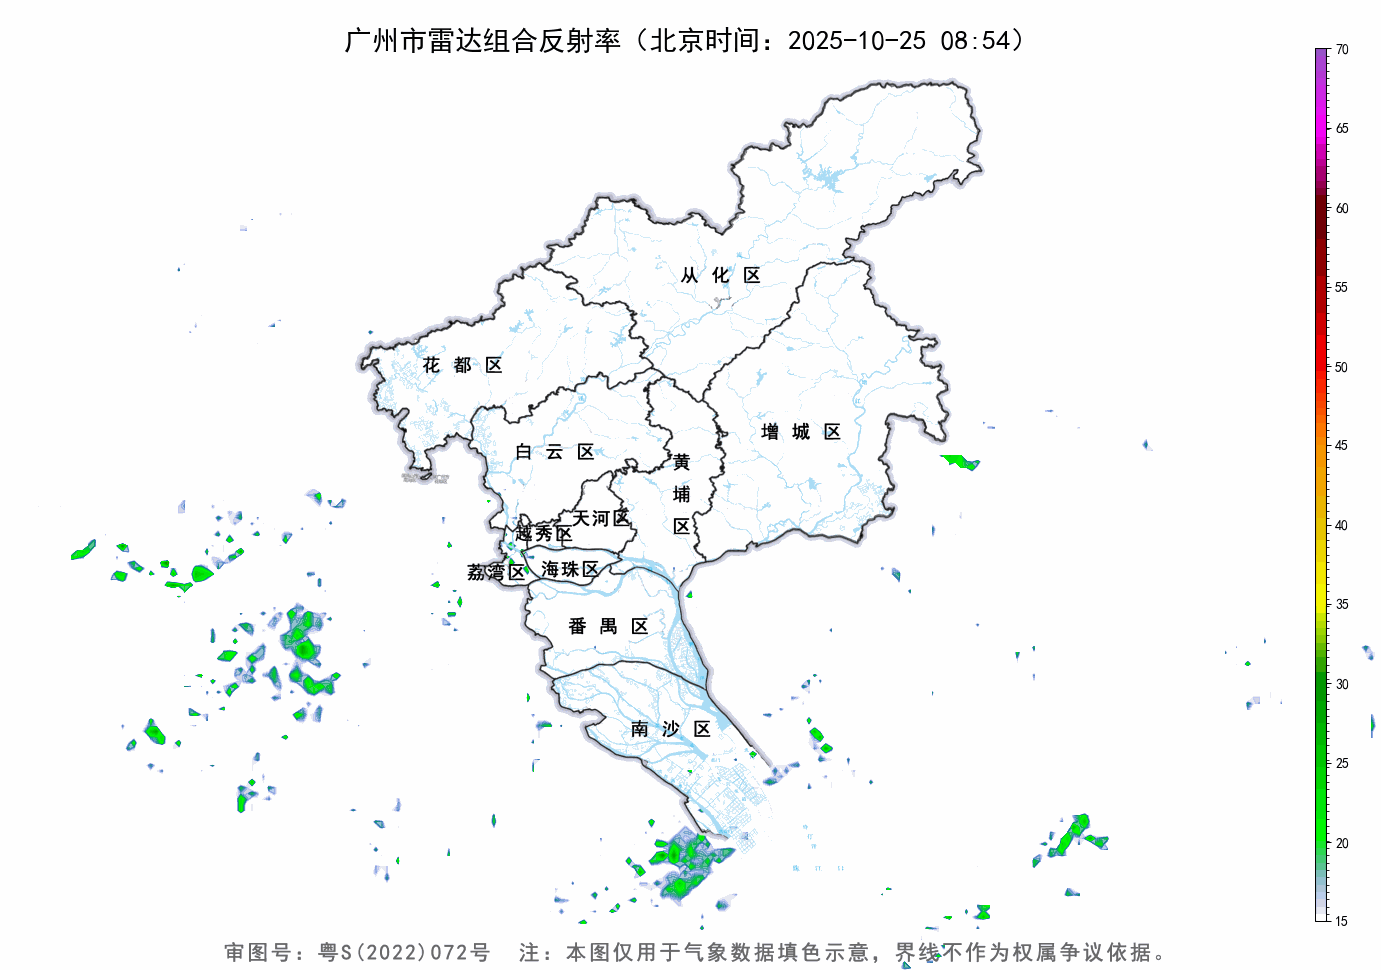 广州市雷达组合反射率（北京时间：2025-10-25 08:54）
70
65
60
55
50
45
40
35
30
25
20
15
从化区
花都区
增城区
白云区
黄埔区
天河区
越秀区
海珠区
荔湾区
番禺区
南沙区
审图号：粤S(2022)072号 注：本图仅用于气象数据填色示意，界线不作为权属争议依据。